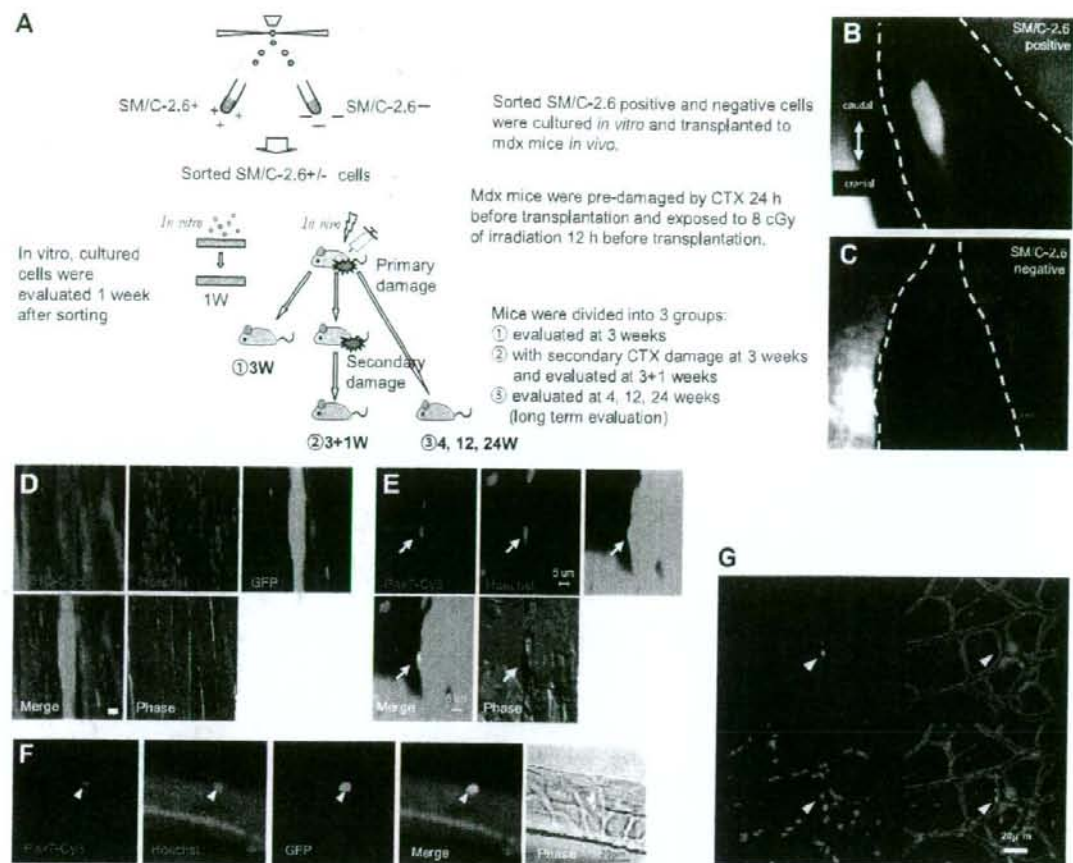 A
SM/C-2.6+
SM/C-2.6−
Sorted SM/C-2.6+/- cells
In vitro
In vivo
In vitro, cultured
cells were
evaluated 1 week
after sorting
1W
Primary
damage
①3W
Secondary
damage
②3+1W
③4, 12, 24W
Sorted SM/C-2.6 positive and negative cells
were cultured in vitro and transplanted to
mdx mice in vivo.
Mdx mice were pre-damaged by CTX 24 h
before transplantation and exposed to 8 cGy
of irradiation 12 h before transplantation.
Mice were divided into 3 groups:
① evaluated at 3 weeks
② with secondary CTX damage at 3 weeks
and evaluated at 3+1 weeks
③ evaluated at 4, 12, 24 weeks
(long term evaluation)
B
SM/C-2.6
positive
caudal
cranial
C
SM/C-2.6
negative
D
Hoechst
GFP
Merge
Phase
E
Pax7-Cy3
Hoechst
5 um
Merge
Phase
F
Pax7-Cy3
Hoechst
GFP
Merge
Phase
G
20μm